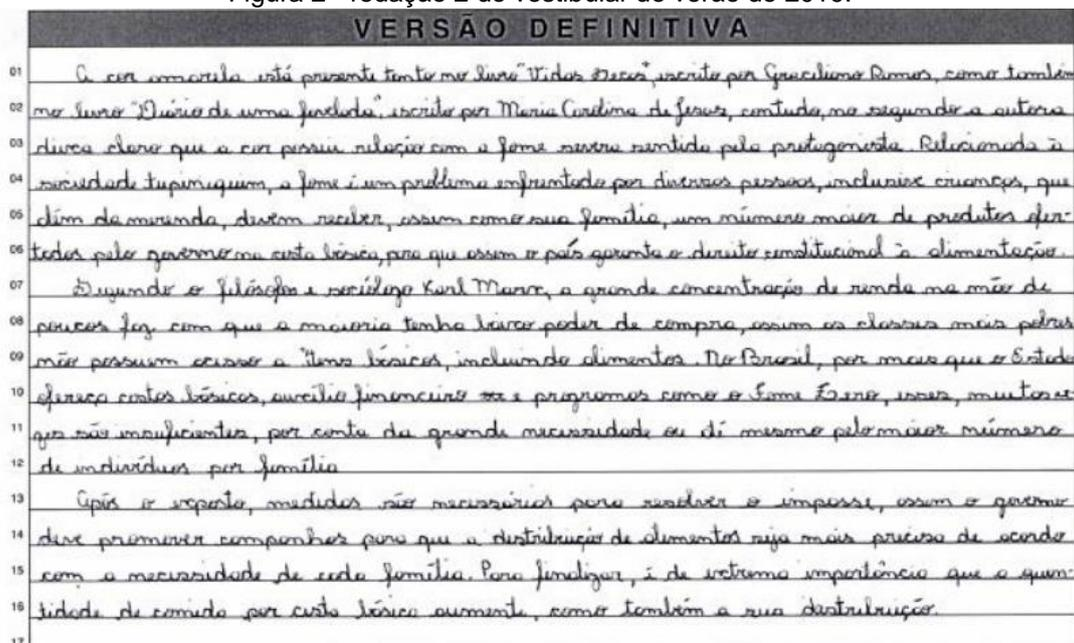 Figura 2 - redação 2 do vestibular de verão de 2019.
VERSÃO DEFINITIVA
01 A cor amarela está presente tanto no livro "Vidas Secas", escrito por Graciliano Ramos, como também
02 no livro "Diário de uma favelada", escrito por Maria Carolina de Jesus, contudo, no segundo a autora
03 deixa claro que a cor possui relação com a fome severa sentida pela protagonista. Relacionada à
04 sociedade tupiniquim, a fome é um problema enfrentado por diversas pessoas, inclusive crianças, que
05 além da merenda, devem receber, assim como sua família, um número maior de produtos ofer-
06 tados pelo governo na cesta básica, para que assim o país garanta o direito constitucional à alimentação.
07 Segundo o filósofo e sociólogo Karl Marx, a grande concentração de renda na mão de
08 poucos faz com que a maioria tenha baixo poder de compra, assim as classes mais pobres
09 não possuem acesso a itens básicos, incluindo alimentos. No Brasil, por mais que o Estado
10 ofereça cestas básicas, auxílio financeiro e programas como o Fome Zero, esses, muitas ve-
11 zes são insuficientes, por conta da grande necessidade ou até mesmo pelo maior número
12 de indivíduos por família
13 Após o exposto, medidas são necessárias para resolver o impasse, assim o governo
14 deve promover campanhas para que a distribuição de alimentos seja mais precisa de acordo
15 com a necessidade de cada família. Para finalizar, é de extrema importância que a quan-
16 tidade de comida por cesta básica aumente, como também a sua distribuição.
17